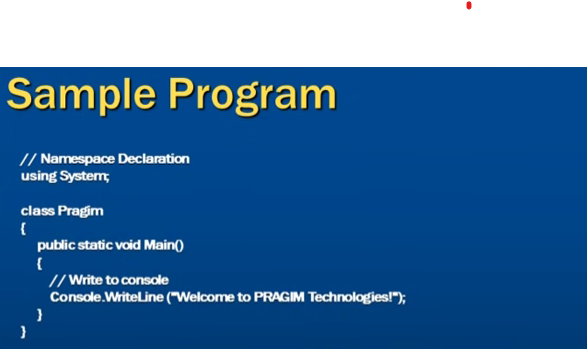 Sample Program
// Namespace Declaration
using System;
class Pragim
{
public static void Main()
{
// Write to console
Console.WriteLine ("Welcome to PRAGIM Technologies!");
}
}